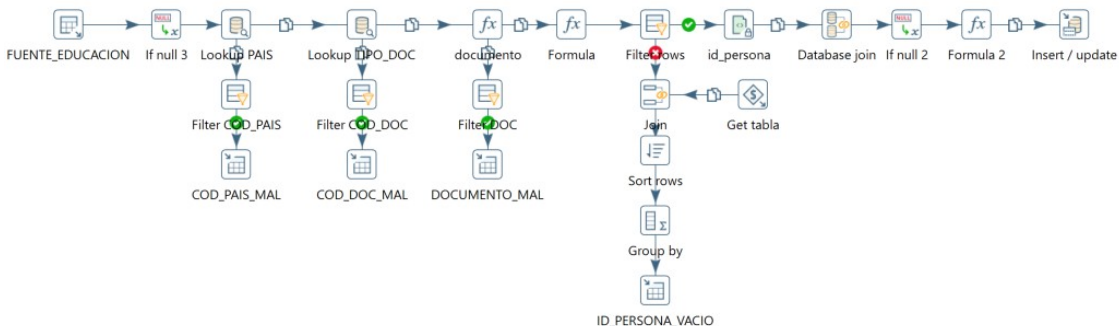 FUENTE_EDUCACION If null 3 Lookup PAIS Lookup TIPO_DOC documento Formula Filter rows id_persona Database join If null 2 Formula 2 Insert / update
Filter COD_PAIS Filter COD_DOC Filter DOC Join Get tabla
COD_PAIS_MAL COD_DOC_MAL DOCUMENTO_MAL Sort rows
Group by
ID_PERSONA_VACIO